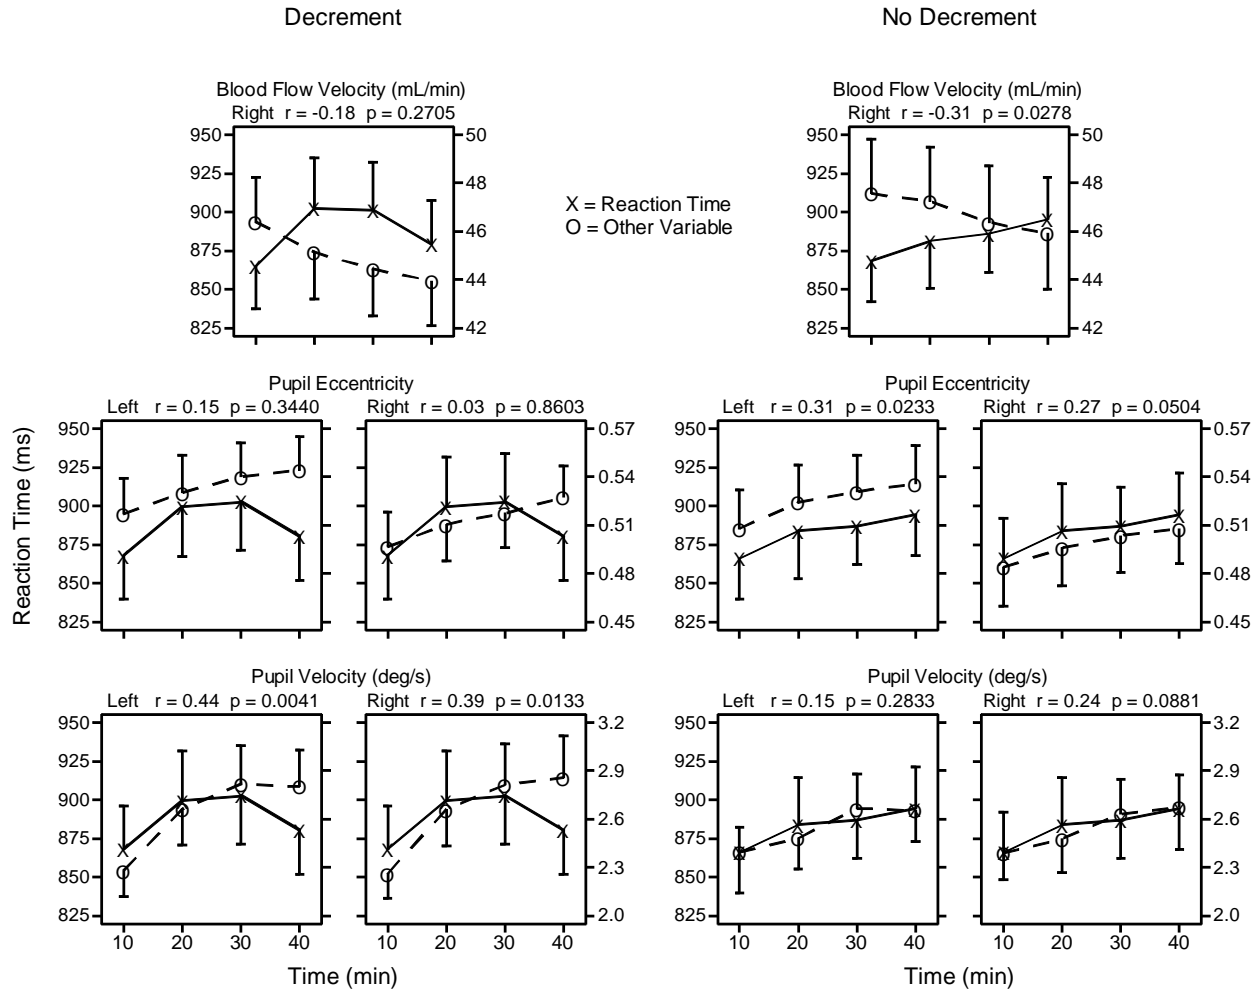 Decrement
No Decrement
Blood Flow Velocity (mL/min)
Right r = -0.18 p = 0.2705
950
925
900
875
850
825
50
48
46
44
42
X = Reaction Time
O = Other Variable
Blood Flow Velocity (mL/min)
Right r = -0.31 p = 0.0278
950
925
900
875
850
825
50
48
46
44
42
Reaction Time (ms)
Pupil Eccentricity
Left r = 0.15 p = 0.3440
Right r = 0.03 p = 0.8603
950
925
900
875
850
825
0.57
0.54
0.51
0.48
0.45
Pupil Eccentricity
Left r = 0.31 p = 0.0233
Right r = 0.27 p = 0.0504
950
925
900
875
850
825
0.57
0.54
0.51
0.48
0.45
Pupil Velocity (deg/s)
Left r = 0.44 p = 0.0041
Right r = 0.39 p = 0.0133
950
925
900
875
850
825
3.2
2.9
2.6
2.3
2.0
10 20 30 40
10 20 30 40
Time (min)
Pupil Velocity (deg/s)
Left r = 0.15 p = 0.2833
Right r = 0.24 p = 0.0881
950
925
900
875
850
825
3.2
2.9
2.6
2.3
2.0
10 20 30 40
10 20 30 40
Time (min)